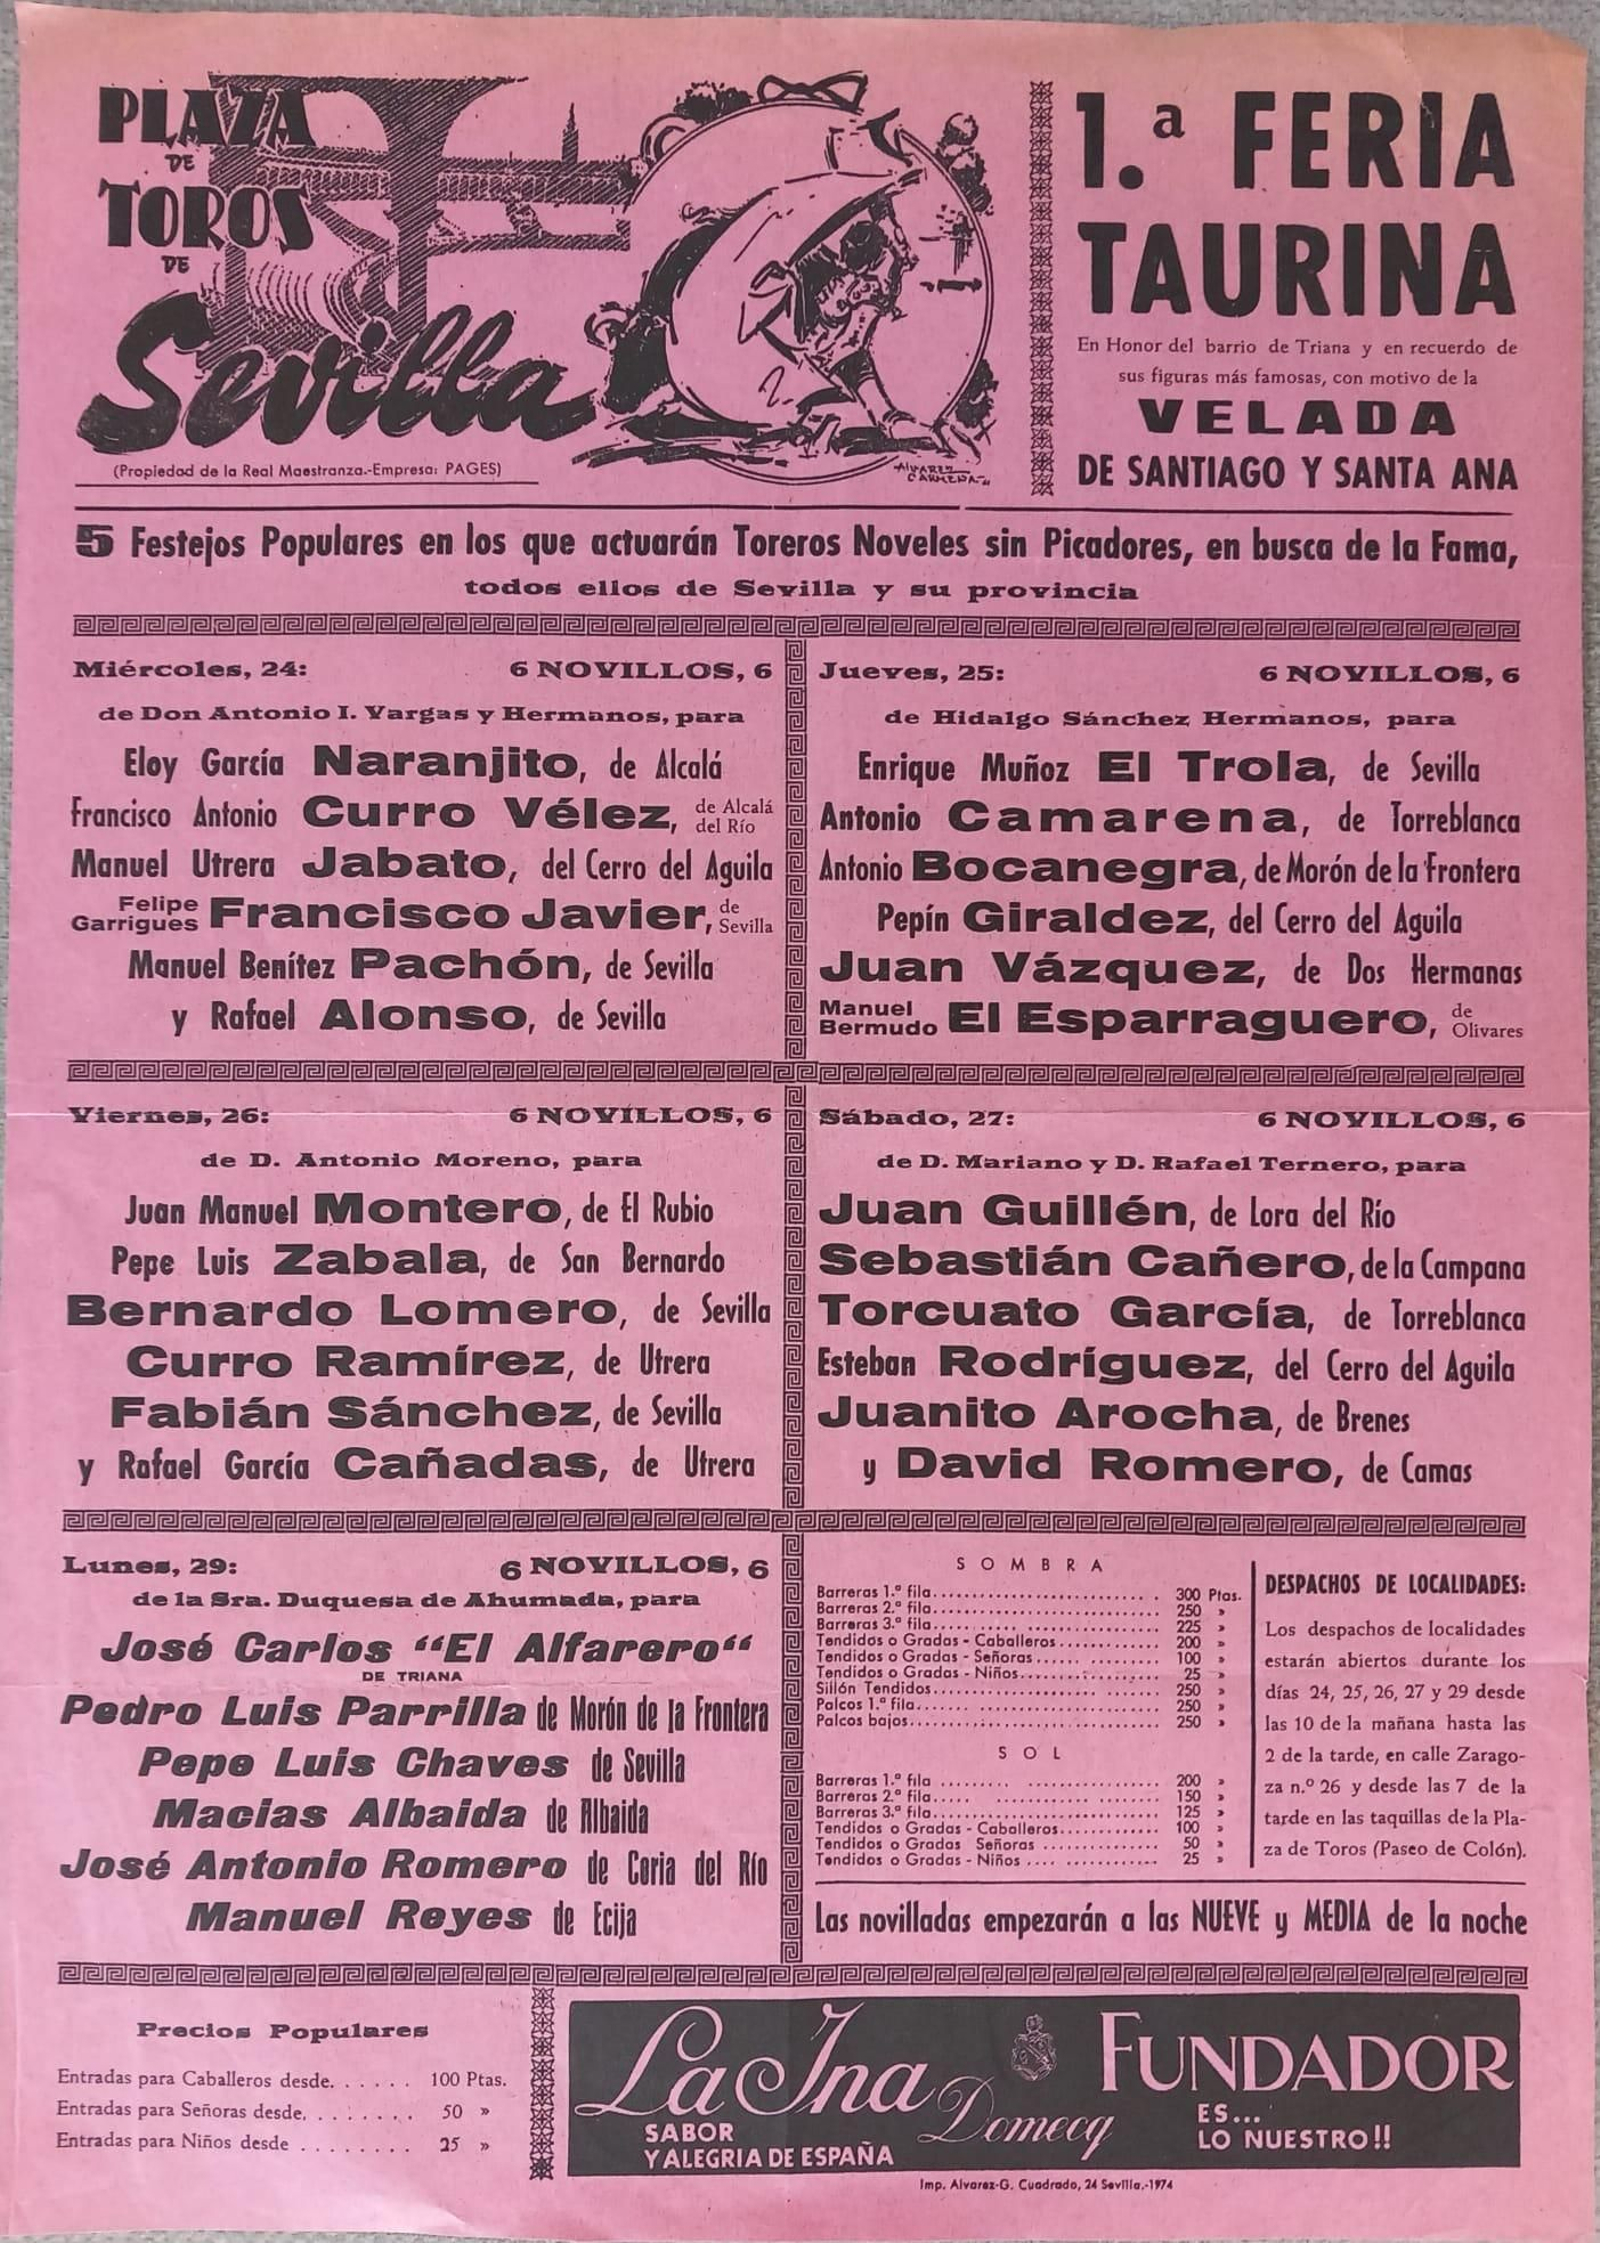 PLAZA
DE
TOROS
DE
Sevilla
(Propiedad de la Real Maestranza.-Empresa: PAGES)
ALVAREZ
CARMENA
1.ª FERIA
TAURINA
En Honor del barrio de Triana y en recuerdo de
sus figuras más famosas, con motivo de la
VELADA
DE SANTIAGO Y SANTA ANA
5 Festejos Populares en los que actuarán Toreros Noveles sin Picadores, en busca de la Fama,
todos ellos de Sevilla y su provincia
Miércoles, 24: 6 NOVILLOS, 6
de Don Antonio I. Vargas y Hermanos, para
Eloy García Naranjito, de Alcalá
Francisco Antonio Curro Vélez, de Alcalá del Río
Manuel Utrera Jabato, del Cerro del Aguila
Felipe Garrigues Francisco Javier, de Sevilla
Manuel Benítez Pachón, de Sevilla
y Rafael Alonso, de Sevilla
Jueves, 25: 6 NOVILLOS, 6
de Hidalgo Sánchez Hermanos, para
Enrique Muñoz El Trola, de Sevilla
Antonio Camarena, de Torreblanca
Antonio Bocanegra, de Morón de la Frontera
Pepín Giraldez, del Cerro del Aguila
Juan Vázquez, de Dos Hermanas
Manuel Bermudo El Esparraguero, de Olivares
Viernes, 26: 6 NOVILLOS, 6
de D. Antonio Moreno, para
Juan Manuel Montero, de El Rubio
Pepe Luis Zabala, de San Bernardo
Bernardo Lomero, de Sevilla
Curro Ramírez, de Utrera
Fabián Sánchez, de Sevilla
y Rafael García Cañadas, de Utrera
Sábado, 27: 6 NOVILLOS, 6
de D. Mariano y D. Rafael Ternero, para
Juan Guillén, de Lora del Río
Sebastián Cañero, de la Campana
Torcuato García, de Torreblanca
Esteban Rodríguez, del Cerro del Aguila
Juanito Arocha, de Brenes
y David Romero, de Camas
Lunes, 29: 6 NOVILLOS, 6
de la Sra. Duquesa de Ahumada, para
José Carlos “El Alfarero“
DE TRIANA
Pedro Luis Parrilla de Morón de la Frontera
Pepe Luis Chaves de Sevilla
Macias Albaida de Albaida
José Antonio Romero de Coria del Río
Manuel Reyes de Ecija
SOMBRA
Barreras 1.ª fila 300 Ptas.
Barreras 2.ª fila 250 »
Barreras 3.ª fila 225 »
Tendidos o Gradas - Caballeros 200 »
Tendidos o Gradas - Señoras 100 »
Tendidos o Gradas - Niños 25 »
Sillón Tendidos 250 »
Palcos 1.ª fila 250 »
Palcos bajos 250 »
SOL
Barreras 1.ª fila 200 »
Barreras 2.ª fila 150 »
Barreras 3.ª fila 125 »
Tendidos o Gradas - Caballeros 100 »
Tendidos o Gradas Señoras 50 »
Tendidos o Gradas - Niños 25 »
DESPACHOS DE LOCALIDADES:
Los despachos de localidades
estarán abiertos durante los
días 24, 25, 26, 27 y 29 desde
las 10 de la mañana hasta las
2 de la tarde, en calle Zarago-
za n.º 26 y desde las 7 de la
tarde en las taquillas de la Pla-
za de Toros (Paseo de Colón).
Las novilladas empezarán a las NUEVE y MEDIA de la noche
Precios Populares
Entradas para Caballeros desde. . . . . . 100 Ptas.
Entradas para Señoras desde. . . . . . . . 50 »
Entradas para Niños desde . . . . . . . . 25 »
La Ina
SABOR
Y ALEGRIA DE ESPAÑA
Domecq
FUNDADOR
ES...
LO NUESTRO!!
Imp. Alvarez-G. Cuadrado, 24 Sevilla.-1974